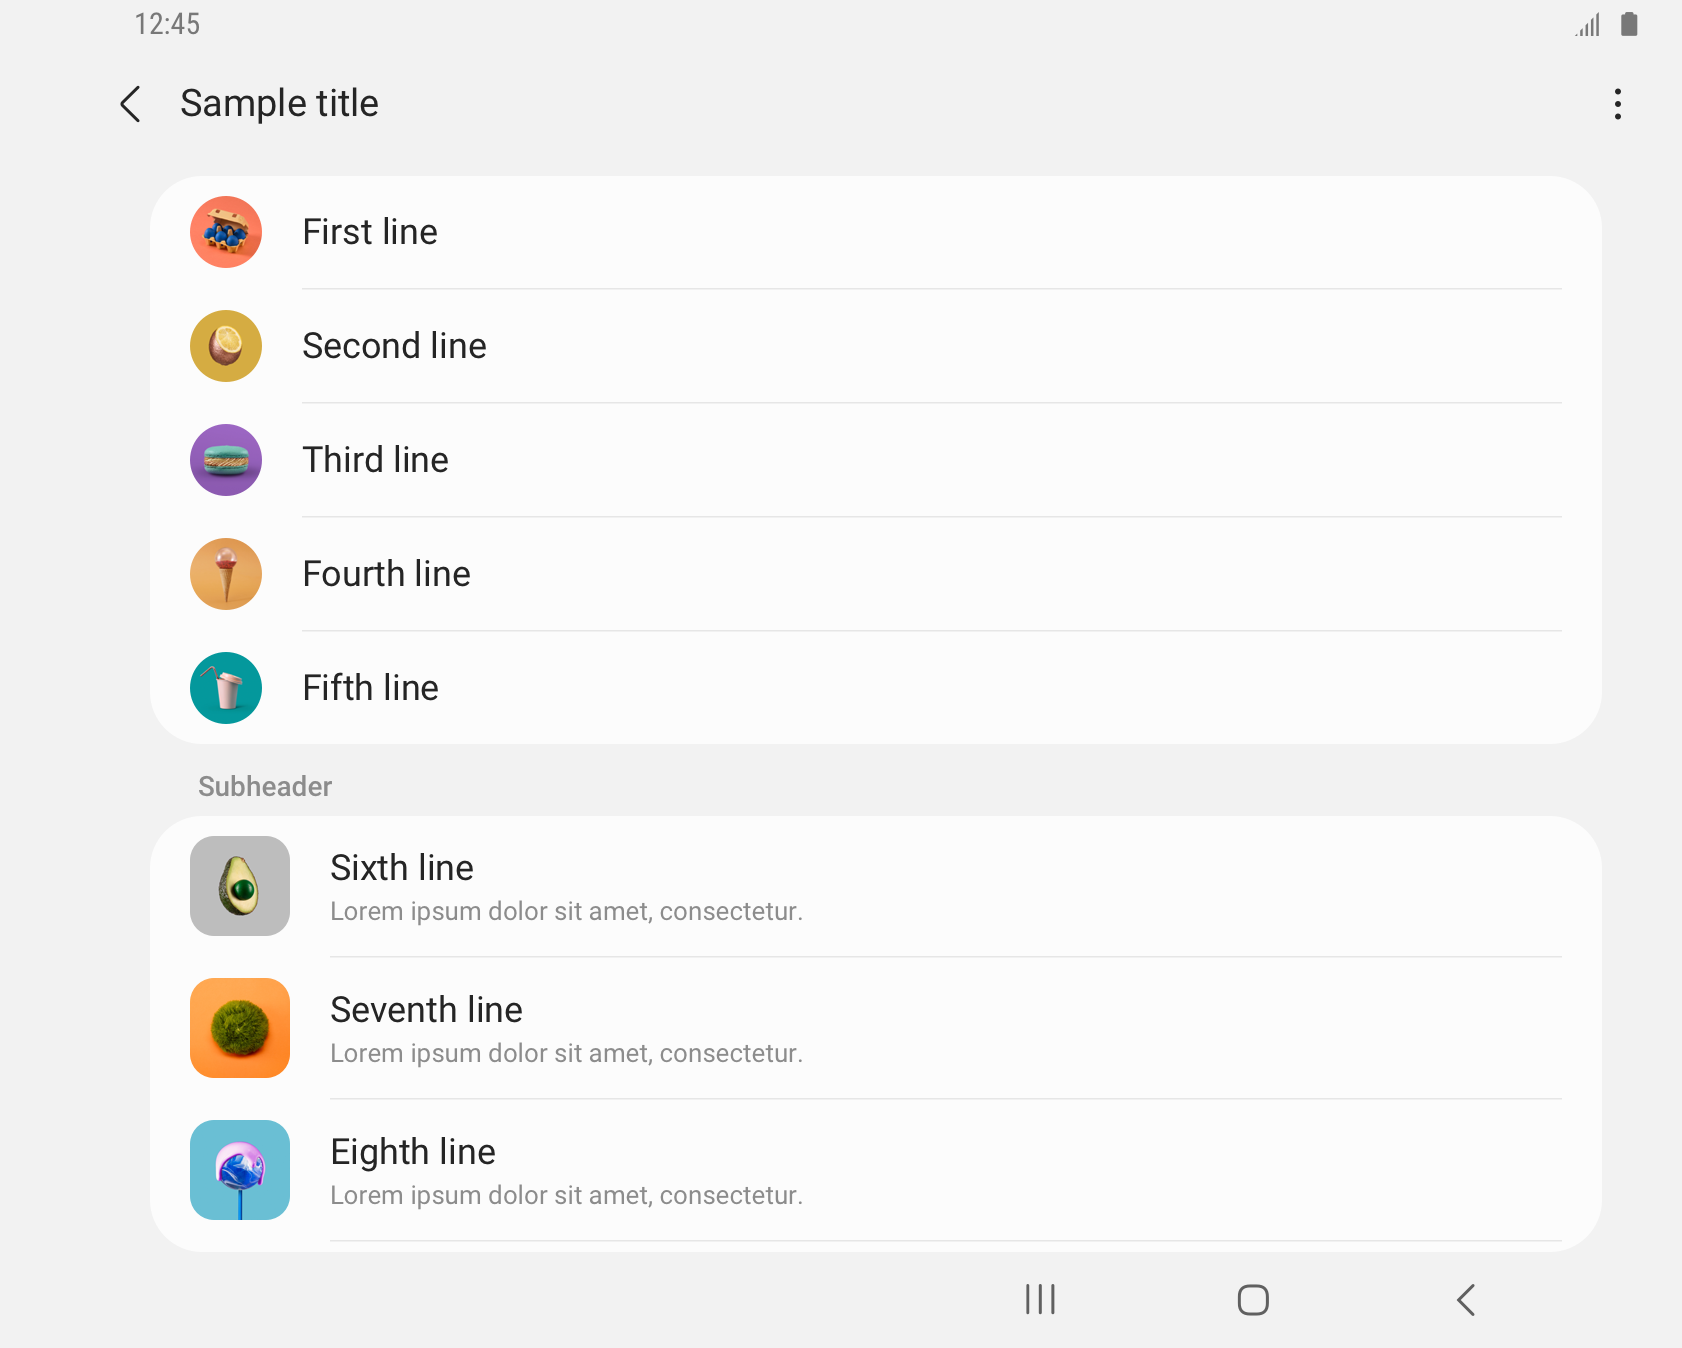 12:45
Sample title
First line
Second line
Third line
Fourth line
Fifth line
Subheader
Sixth line
Lorem ipsum dolor sit amet, consectetur.
Seventh line
Lorem ipsum dolor sit amet, consectetur.
Eighth line
Lorem ipsum dolor sit amet, consectetur.